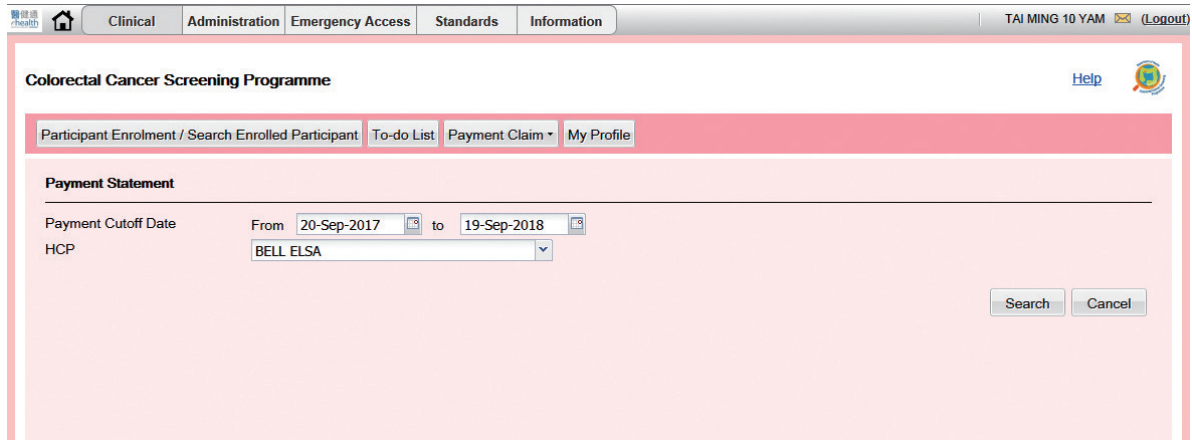 醫健通
eHealth
Clinical
Administration
Emergency Access
Standards
Information
TAI MING 10 YAM
(Logout)
Colorectal Cancer Screening Programme
Help
Participant Enrolment / Search Enrolled Participant
To-do List
Payment Claim
My Profile
Payment Statement
Payment Cutoff Date From 20-Sep-2017 to 19-Sep-2018
HCP BELL ELSA
Search
Cancel